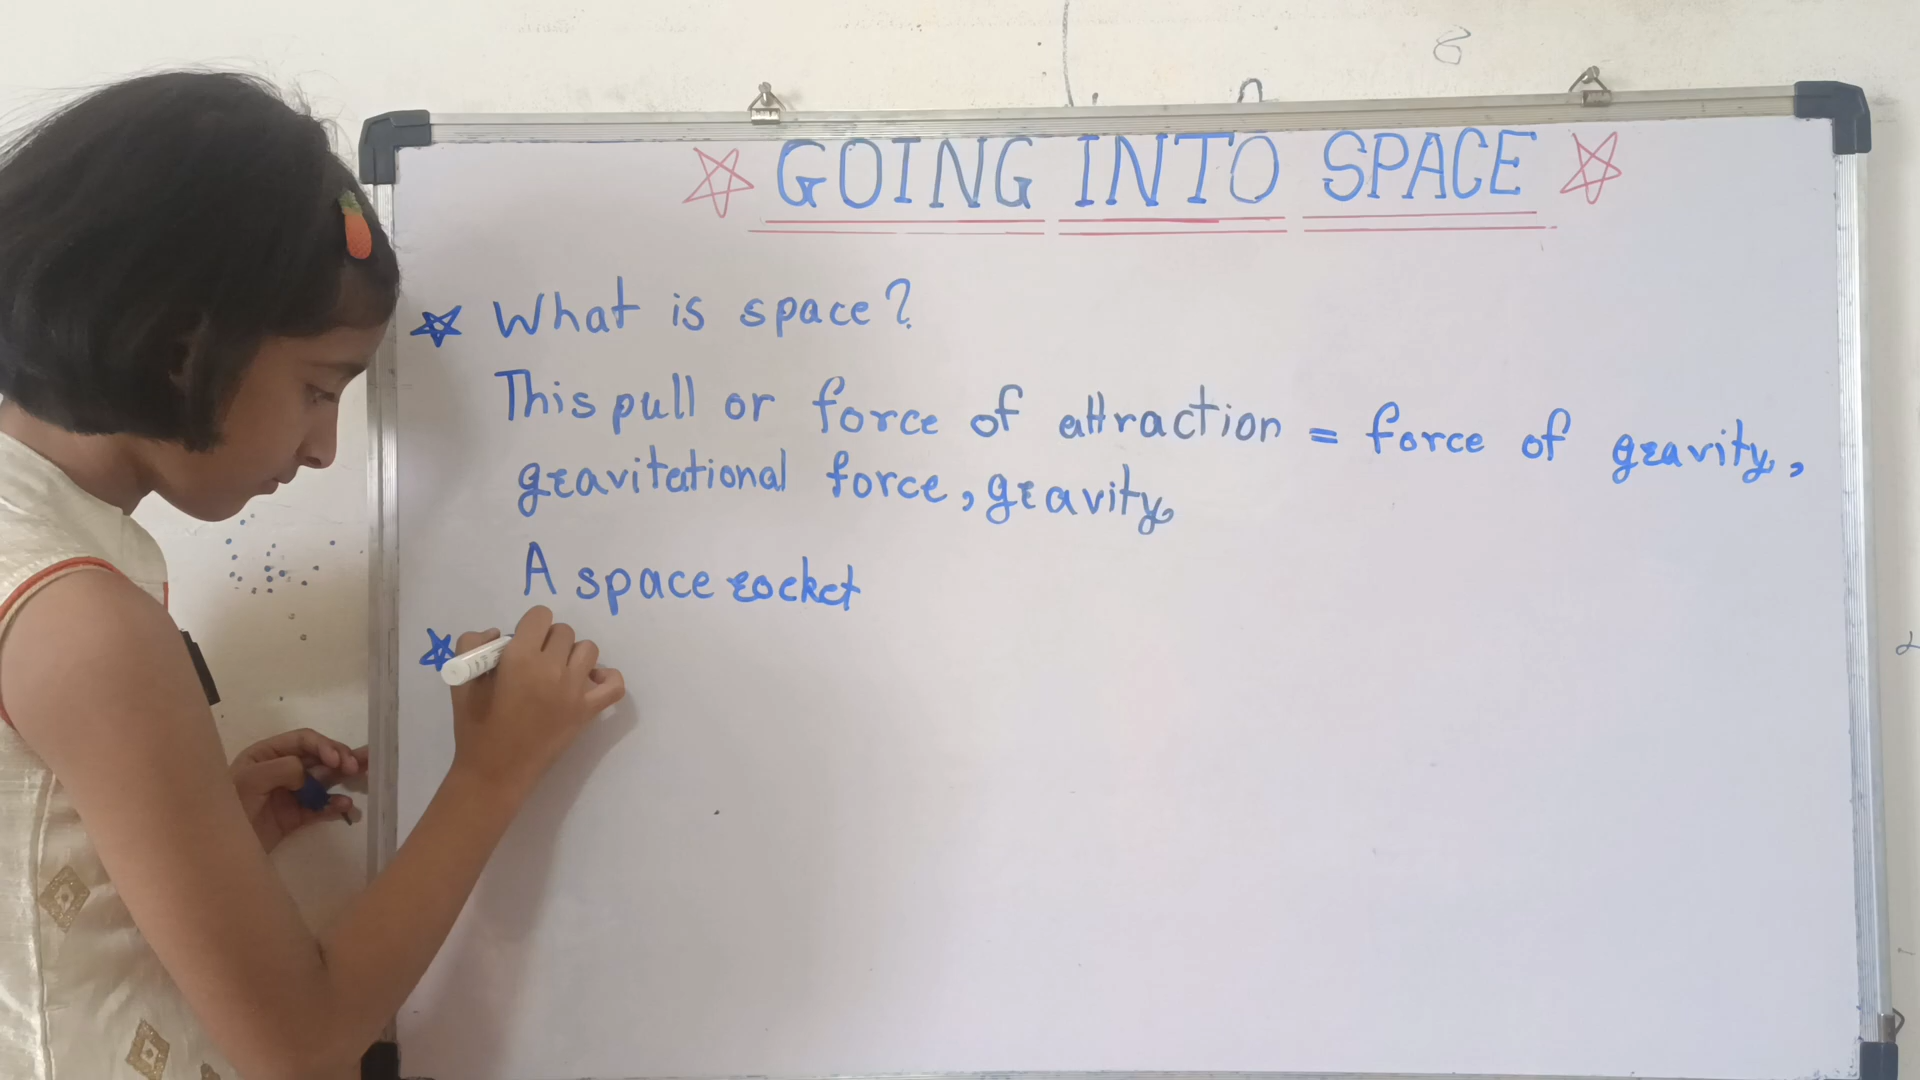 GOING INTO SPACE
What is space?
This pull or force of attraction = force of gravity,
gravitational force, gravity,
A space rocket